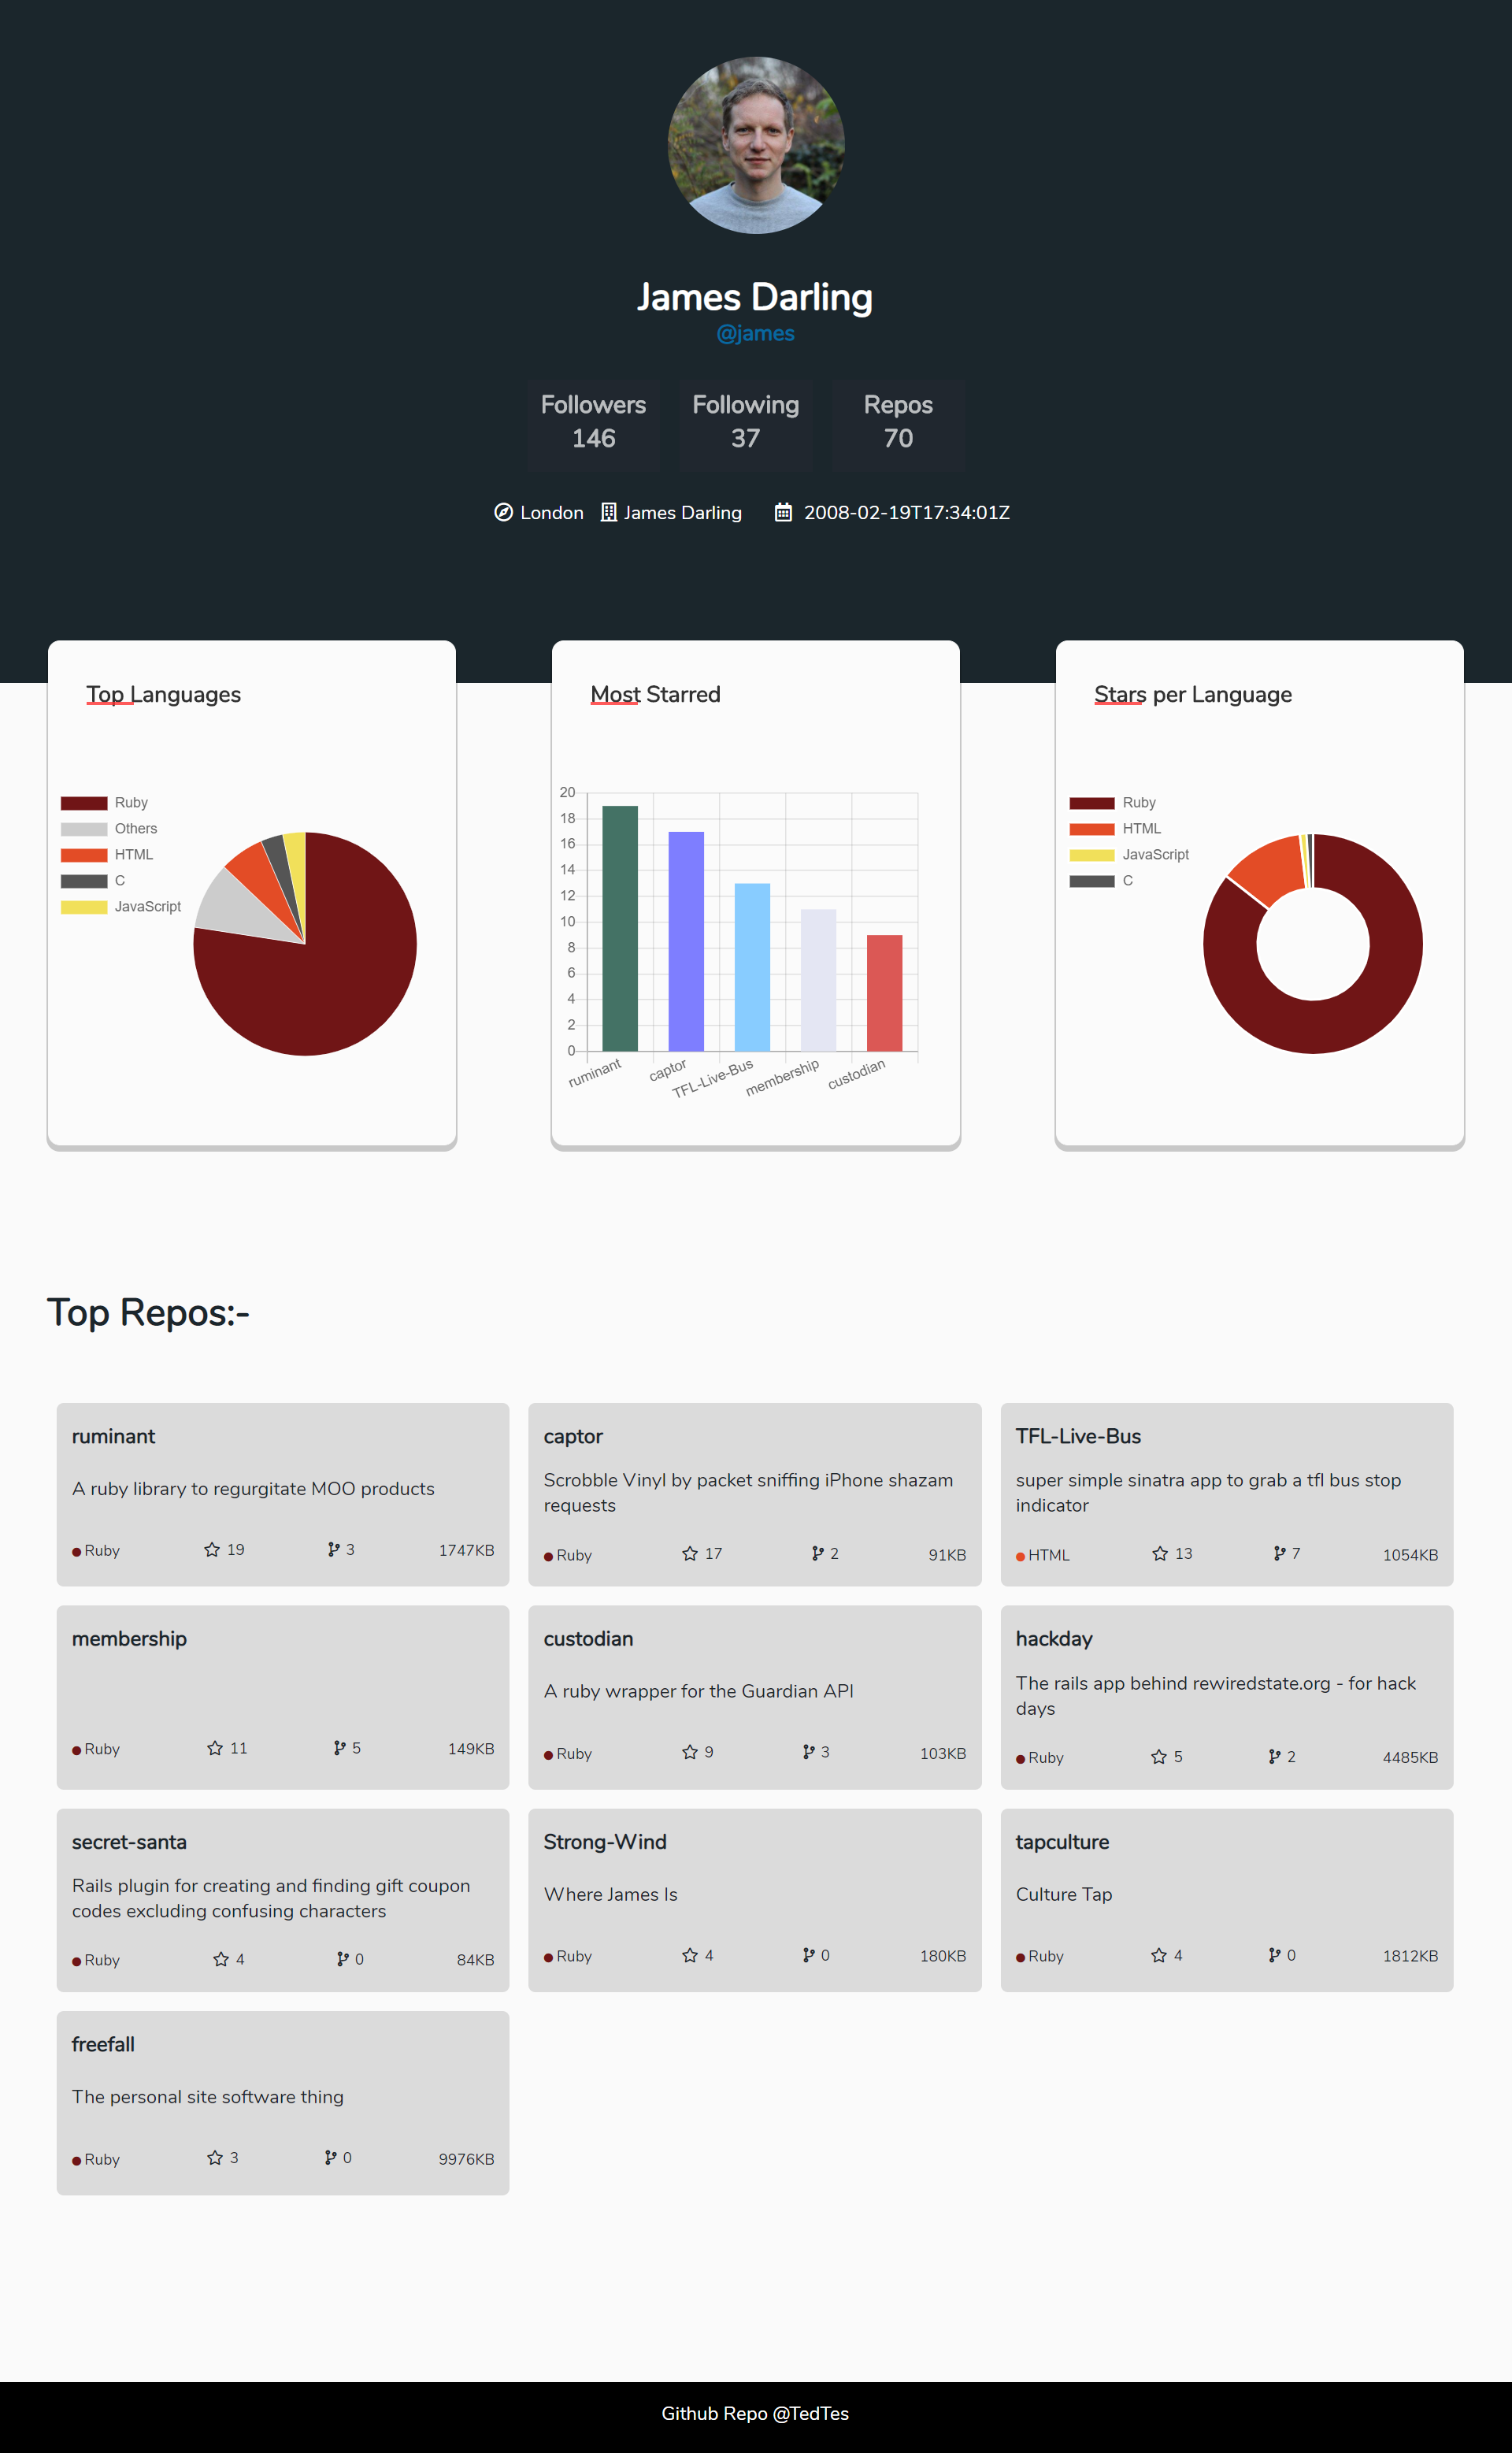 James Darling
@james
Followers
146
Following
37
Repos
70
London James Darling 2008-02-19T17:34:01Z
Top Languages
Ruby
Others
HTML
C
JavaScript
Most Starred
20
18
16
14
12
10
8
6
4
2
0
ruminant
captor
TFL-Live-Bus
membership
custodian
Stars per Language
Ruby
HTML
JavaScript
C
Top Repos:-
ruminant
A ruby library to regurgitate MOO products
Ruby 19 3 1747KB
captor
Scrobble Vinyl by packet sniffing iPhone shazam
requests
Ruby 17 2 91KB
TFL-Live-Bus
super simple sinatra app to grab a tfl bus stop
indicator
HTML 13 7 1054KB
membership
Ruby 11 5 149KB
custodian
A ruby wrapper for the Guardian API
Ruby 9 3 103KB
hackday
The rails app behind rewiredstate.org - for hack
days
Ruby 5 2 4485KB
secret-santa
Rails plugin for creating and finding gift coupon
codes excluding confusing characters
Ruby 4 0 84KB
Strong-Wind
Where James Is
Ruby 4 0 180KB
tapculture
Culture Tap
Ruby 4 0 1812KB
freefall
The personal site software thing
Ruby 3 0 9976KB
Github Repo @TedTes